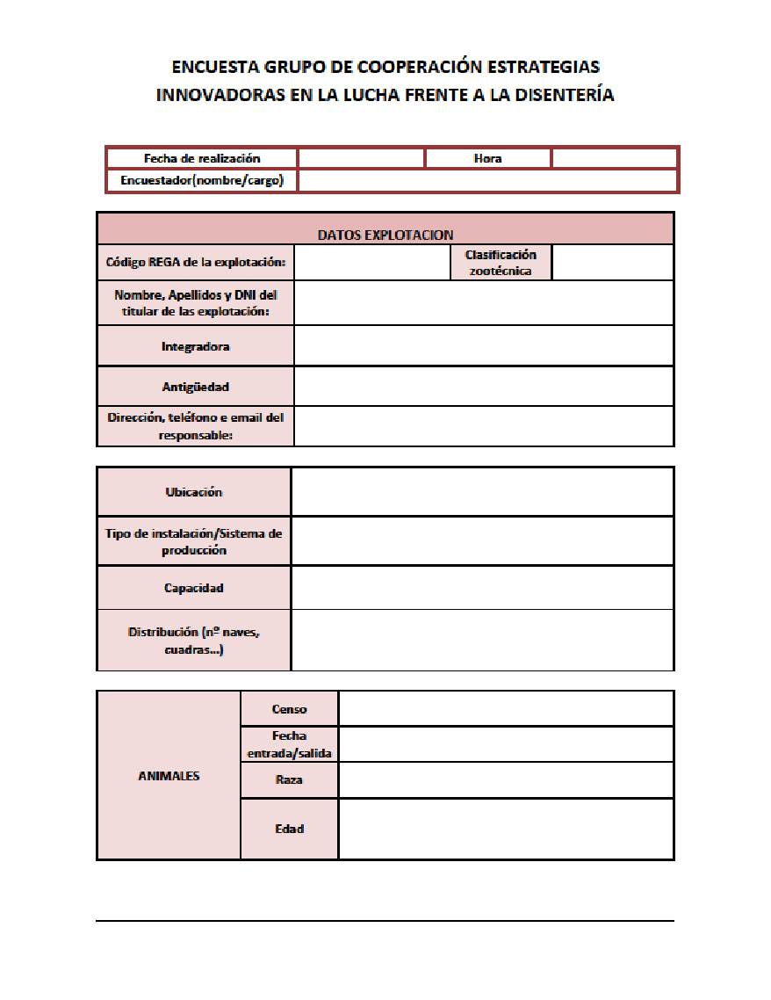 ENCUESTA GRUPO DE COOPERACIÓN ESTRATEGIAS
INNOVADORAS EN LA LUCHA FRENTE A LA DISENTERÍA
Fecha de realización
Hora
Encuestador(nombre/cargo)
DATOS EXPLOTACION
Código REGA de la explotación:
Clasificación
zootécnica
Nombre, Apellidos y DNI del
titular de las explotación:
Integradora
Antigüedad
Dirección, teléfono e email del
responsable:
Ubicación
Tipo de instalación/Sistema de
producción
Capacidad
Distribución (nº naves,
cuadras...)
ANIMALES
Censo
Fecha
entrada/salida
Raza
Edad